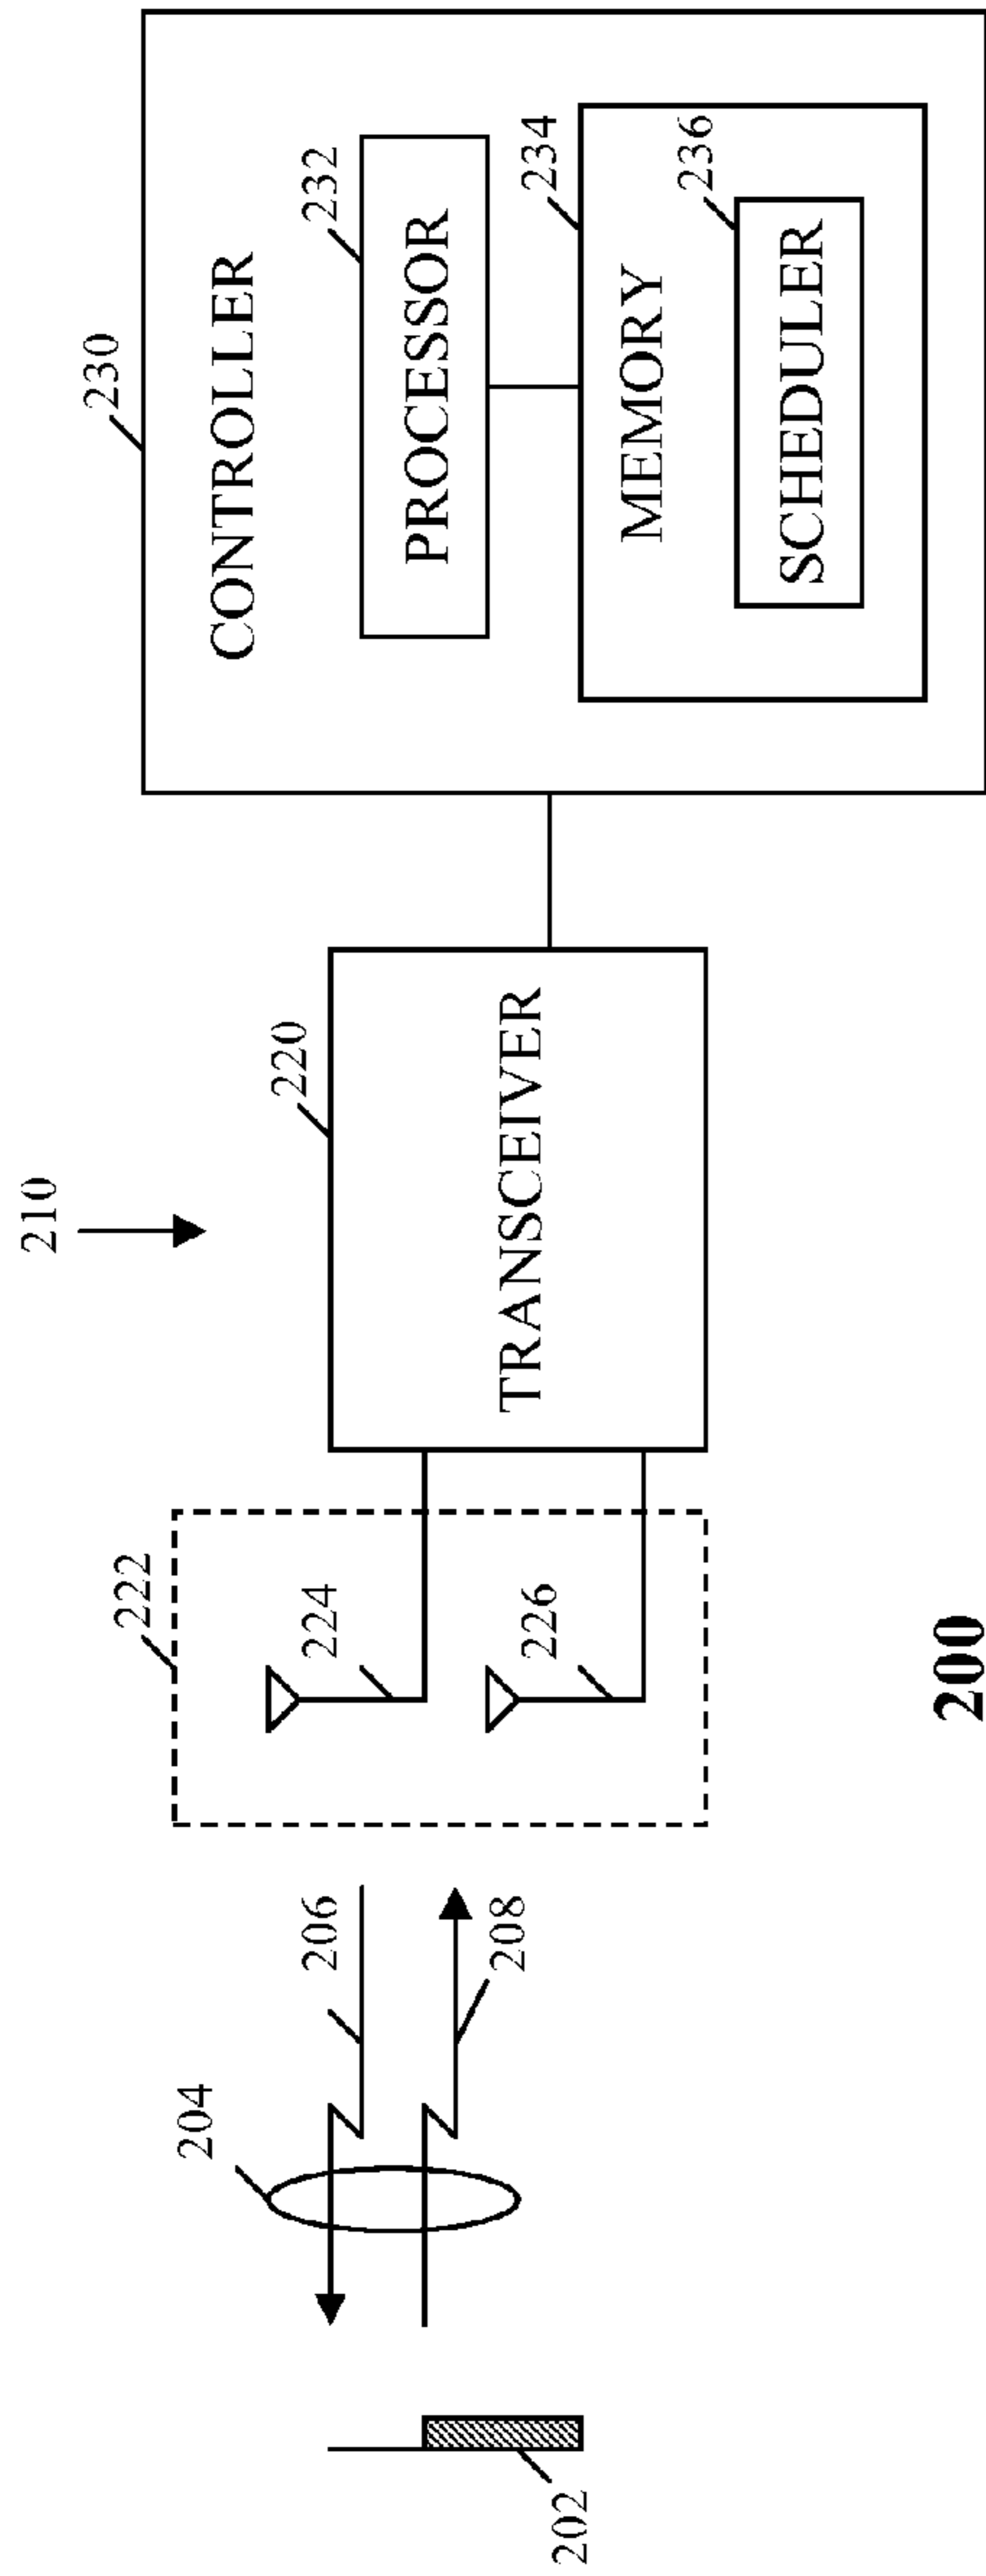 210
230
CONTROLLER
232
PROCESSOR
234
MEMORY
236
SCHEDULER
220
TRANSCEIVER
222
224
226
204
206
208
202
200